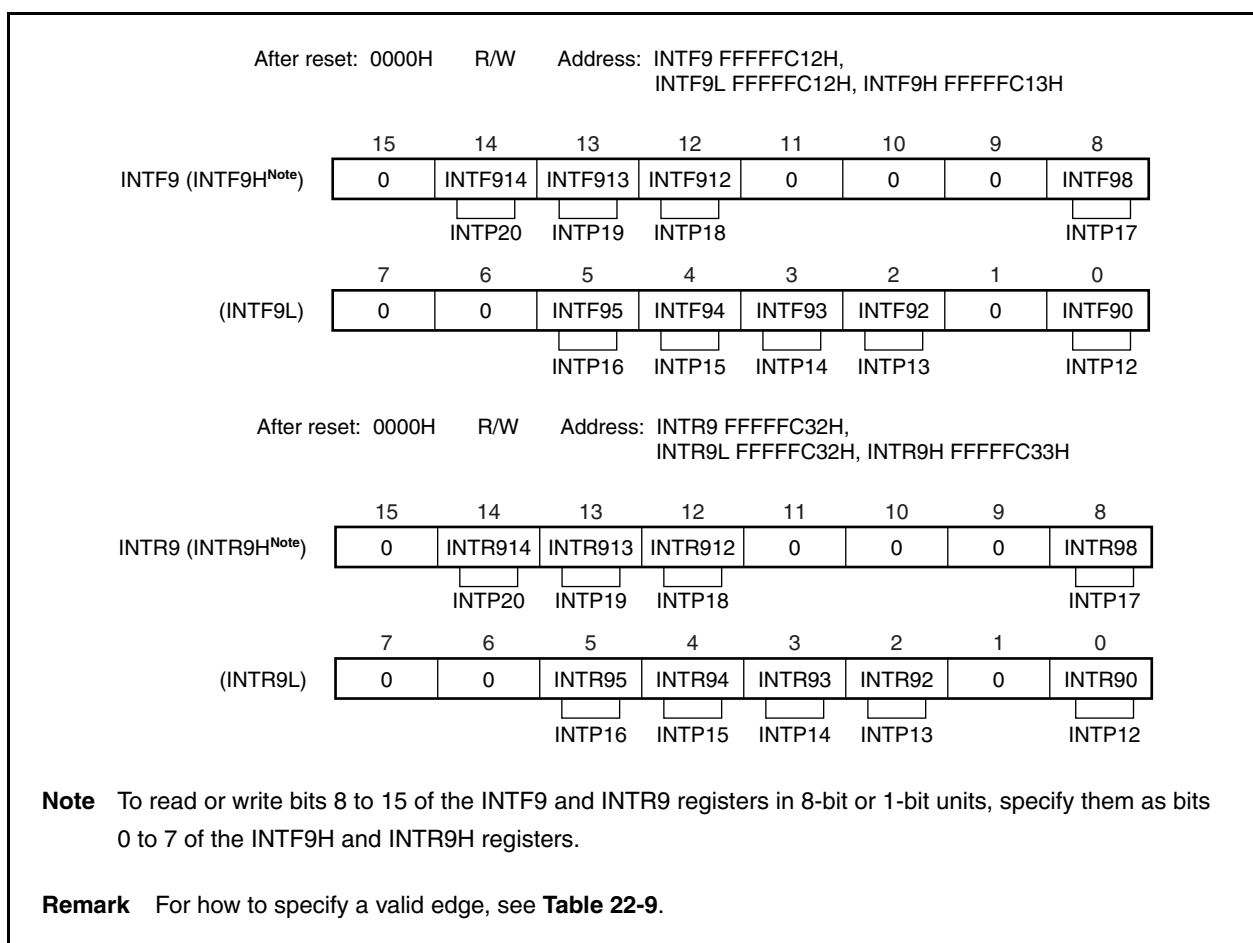 After reset: 0000H R/W Address: INTF9 FFFFFC12H,
INTF9L FFFFFC12H, INTF9H FFFFFC13H
15 14 13 12 11 10 9 8
INTF9 (INTF9HNote) 0 INTF914 INTF913 INTF912 0 0 0 INTF98
INTP20 INTP19 INTP18 INTP17
7 6 5 4 3 2 1 0
(INTF9L) 0 0 INTF95 INTF94 INTF93 INTF92 0 INTF90
INTP16 INTP15 INTP14 INTP13 INTP12
After reset: 0000H R/W Address: INTR9 FFFFFC32H,
INTR9L FFFFFC32H, INTR9H FFFFFC33H
15 14 13 12 11 10 9 8
INTR9 (INTR9HNote) 0 INTR914 INTR913 INTR912 0 0 0 INTR98
INTP20 INTP19 INTP18 INTP17
7 6 5 4 3 2 1 0
(INTR9L) 0 0 INTR95 INTR94 INTR93 INTR92 0 INTR90
INTP16 INTP15 INTP14 INTP13 INTP12
Note To read or write bits 8 to 15 of the INTF9 and INTR9 registers in 8-bit or 1-bit units, specify them as bits
0 to 7 of the INTF9H and INTR9H registers.
Remark For how to specify a valid edge, see Table 22-9.